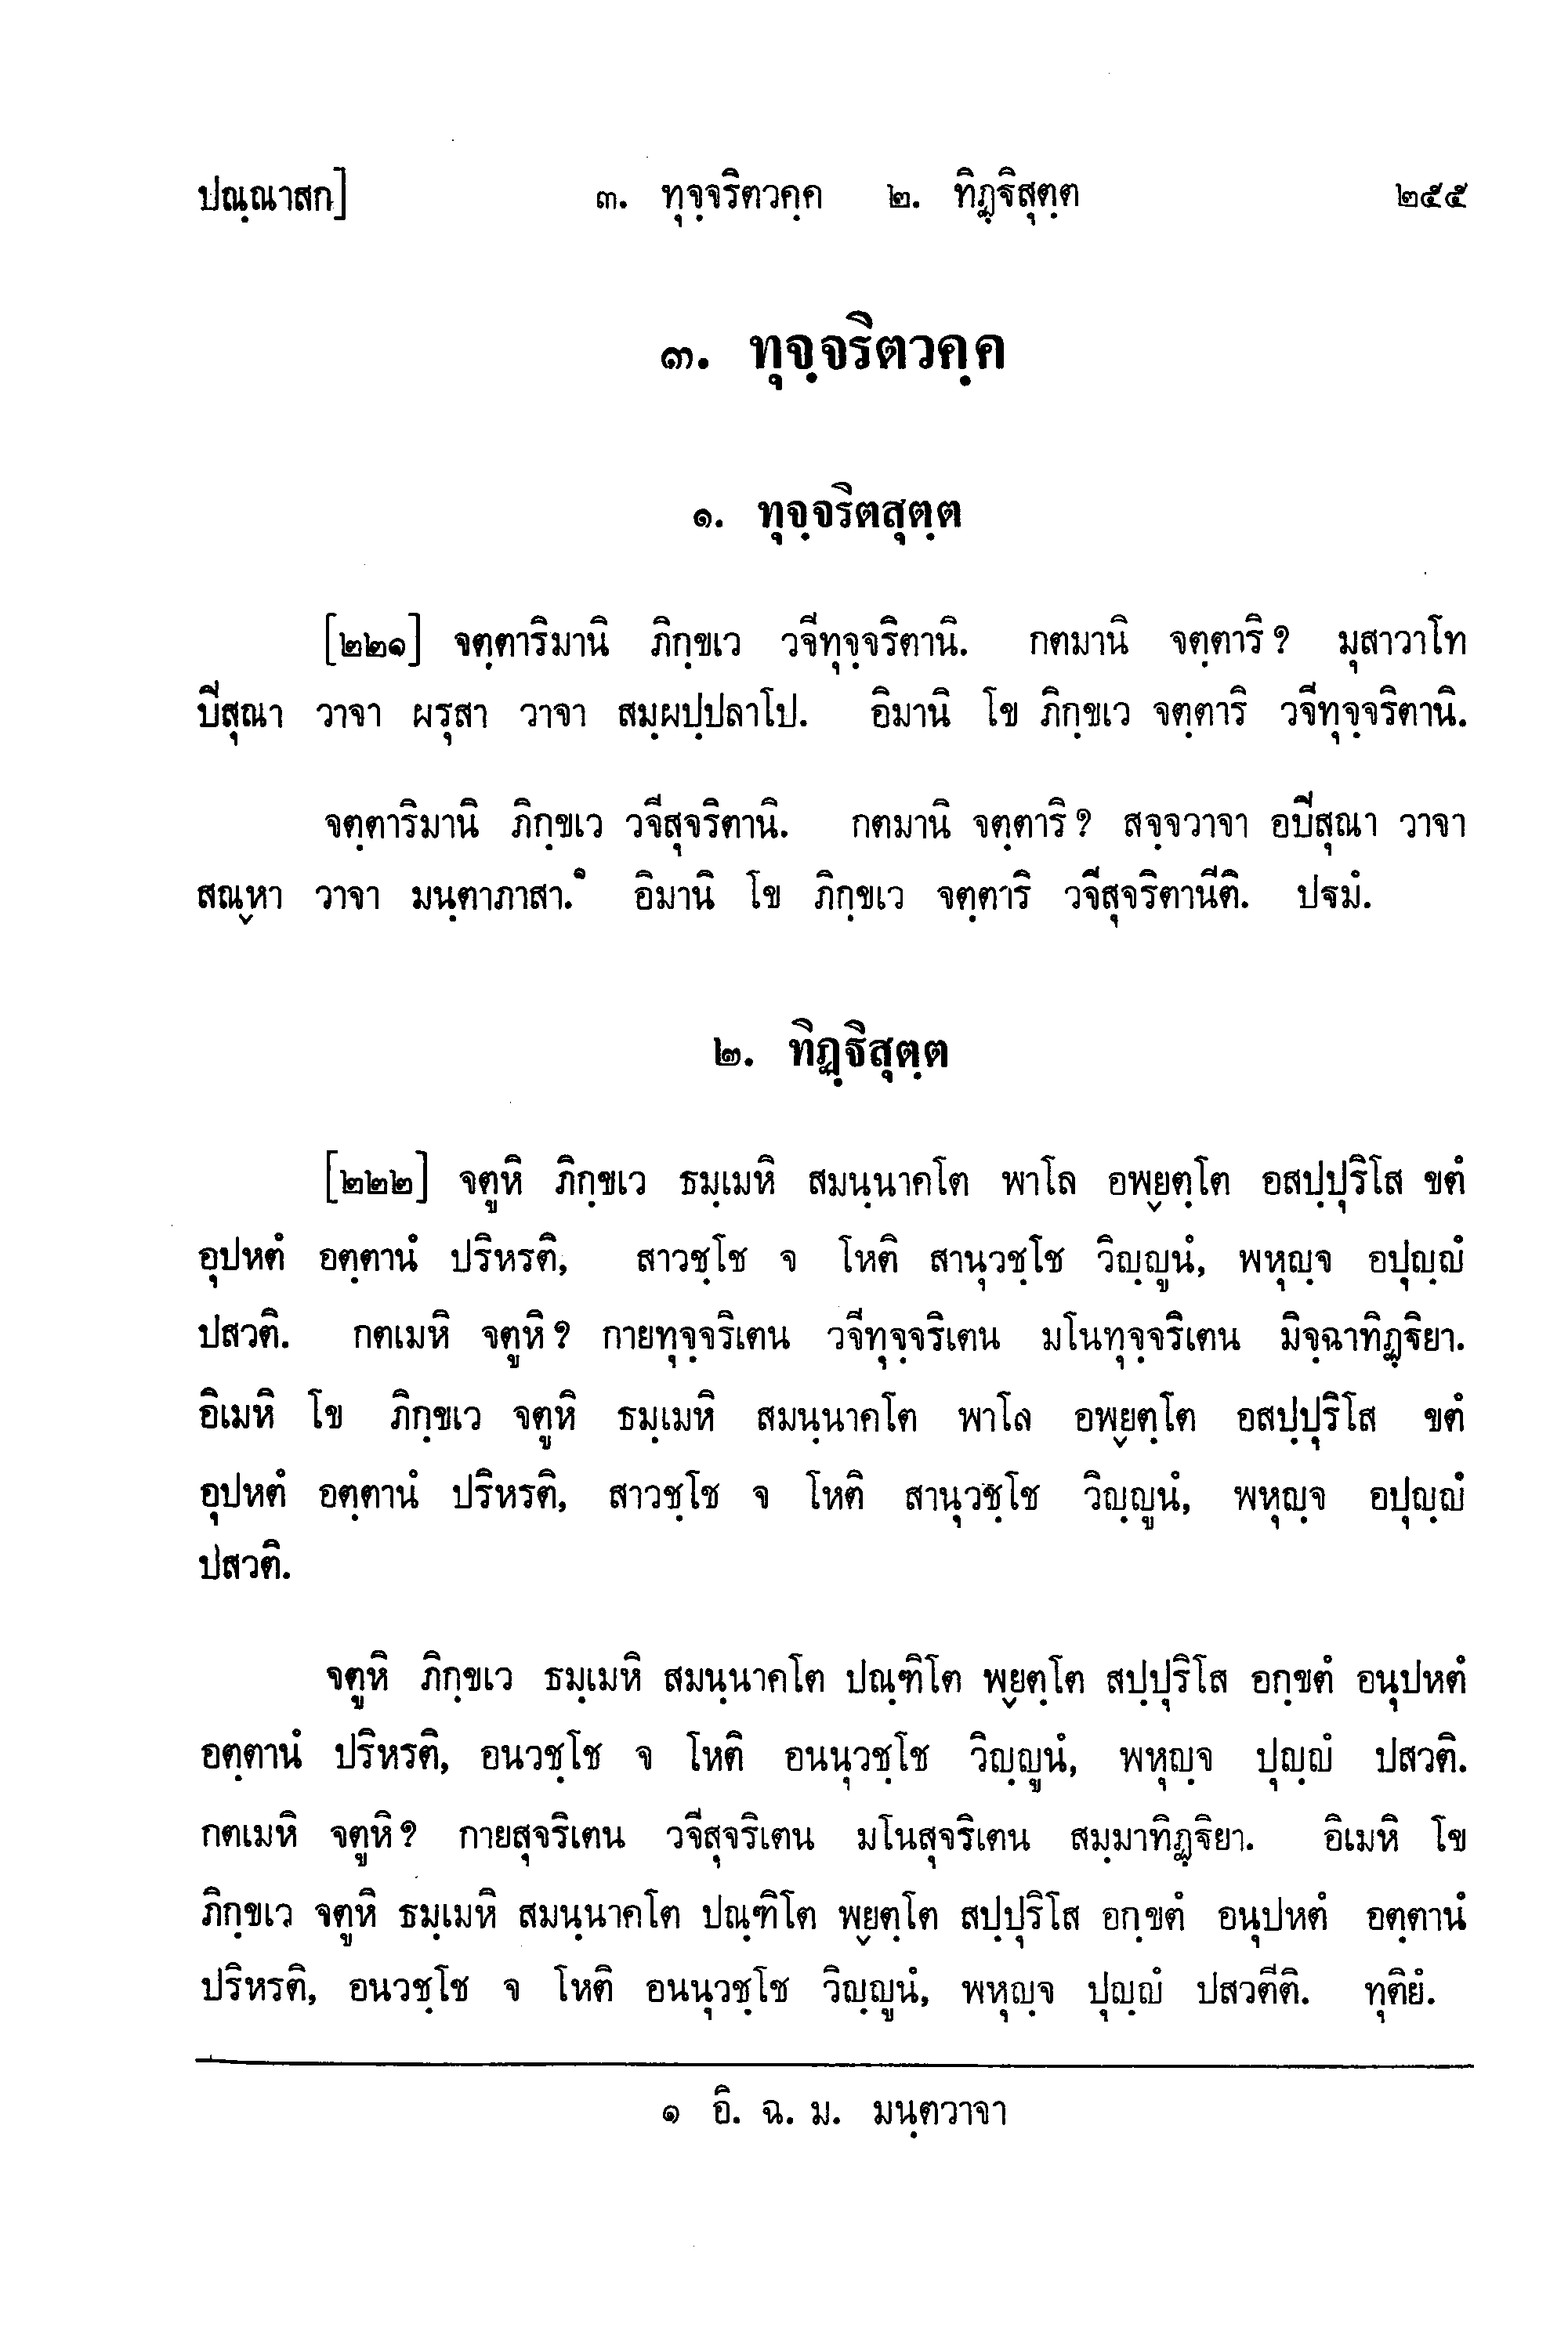 ปณฺณาสก] ๓. ทุจฺจริตวคฺค ๒. ทิฏฺฐิสุตฺต ๒๕๕
๓. ทุจฺจริตวคฺค
๑. ทุจฺจริตสุตฺต
[๒๒๑] จตฺตาริมานิ ภิกฺขเว วจีทุจฺจริตานิ. กตมานิ จตฺตาริ ? มุสาวาโท
ปิสุณา วาจา ผรุสา วาจา สมฺผปฺปลาโป. อิมานิ โข ภิกฺขเว จตฺตาริ วจีทุจฺจริตานิ.
จตฺตาริมานิ ภิกฺขเว วจีสุจริตานิ. กตมานิ จตฺตาริ ? สจฺจวาจา อปิสุณา วาจา
สณฺหา วาจา มนฺตาภาสา.๑ อิมานิ โข ภิกฺขเว จตฺตาริ วจีสุจริตานีติ. ปฐมํ.
๒. ทิฏฺฐิสุตฺต
[๒๒๒] จตูหิ ภิกฺขเว ธมฺเมหิ สมนฺนาคโต พาโล อพฺยตฺโต อสปฺปุริโส ขตํ
อุปหตํ อตฺตานํ ปริหรติ, สาวชฺโช จ โหติ สานุวชฺโช วิญฺญูนํ, พหุญฺจ อปุญฺญํ
ปสวติ. กตเมหิ จตูหิ ? กายทุจฺจริเตน วจีทุจฺจริเตน มโนทุจฺจริเตน มิจฺฉาทิฏฺฐิยา.
อิเมหิ โข ภิกฺขเว จตูหิ ธมฺเมหิ สมนฺนาคโต พาโล อพฺยตฺโต อสปฺปุริโส ขตํ
อุปหตํ อตฺตานํ ปริหรติ, สาวชฺโช จ โหติ สานุวชฺโช วิญฺญูนํ, พหุญฺจ อปุญฺญํ
ปสวติ.
จตูหิ ภิกฺขเว ธมฺเมหิ สมนฺนาคโต ปณฺฑิโต พฺยตฺโต สปฺปุริโส อกฺขตํ อนุปหตํ
อตฺตานํ ปริหรติ, อนวชฺโช จ โหติ อนนุวชฺโช วิญฺญูนํ, พหุญฺจ ปุญฺญํ ปสวติ.
กตเมหิ จตูหิ ? กายสุจริเตน วจีสุจริเตน มโนสุจริเตน สมฺมาทิฏฺฐิยา. อิเมหิ โข
ภิกฺขเว จตูหิ ธมฺเมหิ สมนฺนาคโต ปณฺฑิโต พฺยตฺโต สปฺปุริโส อกฺขตํ อนุปหตํ อตฺตานํ
ปริหรติ, อนวชฺโช จ โหติ อนนุวชฺโช วิญฺญูนํ, พหุญฺจ ปุญฺญํ ปสวตีติ. ทุติยํ.
๑ อิ. ฉ. ม. มนฺตวาจา